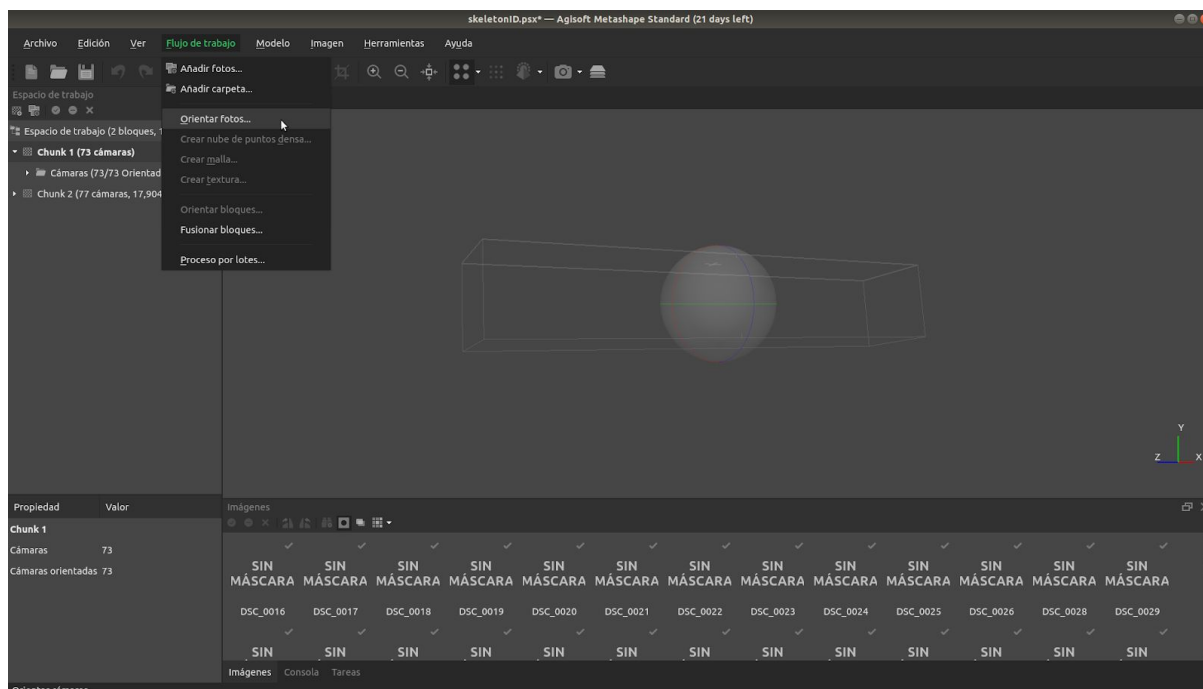 skeletonID.psx* — Agisoft Metashape Standard (21 days left)
Archivo Edición Ver Flujo de trabajo Modelo Imagen Herramientas Ayuda
Añadir fotos...
Añadir carpeta...
Orientar fotos...
Crear nube de puntos densa...
Crear malla...
Crear textura...
Orientar bloques...
Fusionar bloques...
Proceso por lotes...
Espacio de trabajo
Espacio de trabajo (2 bloques, 1
Chunk 1 (73 cámaras)
Cámaras (73/73 Orientad
Chunk 2 (77 cámaras, 17,904
Y
Z X
Propiedad Valor
Chunk 1
Cámaras 73
Cámaras orientadas 73
Imágenes
SIN SIN SIN SIN SIN SIN SIN SIN SIN SIN SIN SIN SIN
MÁSCARA MÁSCARA MÁSCARA MÁSCARA MÁSCARA MÁSCARA MÁSCARA MÁSCARA MÁSCARA MÁSCARA MÁSCARA MÁSCARA MÁSCARA
DSC_0016 DSC_0017 DSC_0018 DSC_0019 DSC_0020 DSC_0021 DSC_0022 DSC_0023 DSC_0024 DSC_0025 DSC_0026 DSC_0028 DSC_0029
SIN SIN SIN SIN SIN SIN SIN SIN SIN SIN SIN SIN SIN
Imágenes Consola Tareas